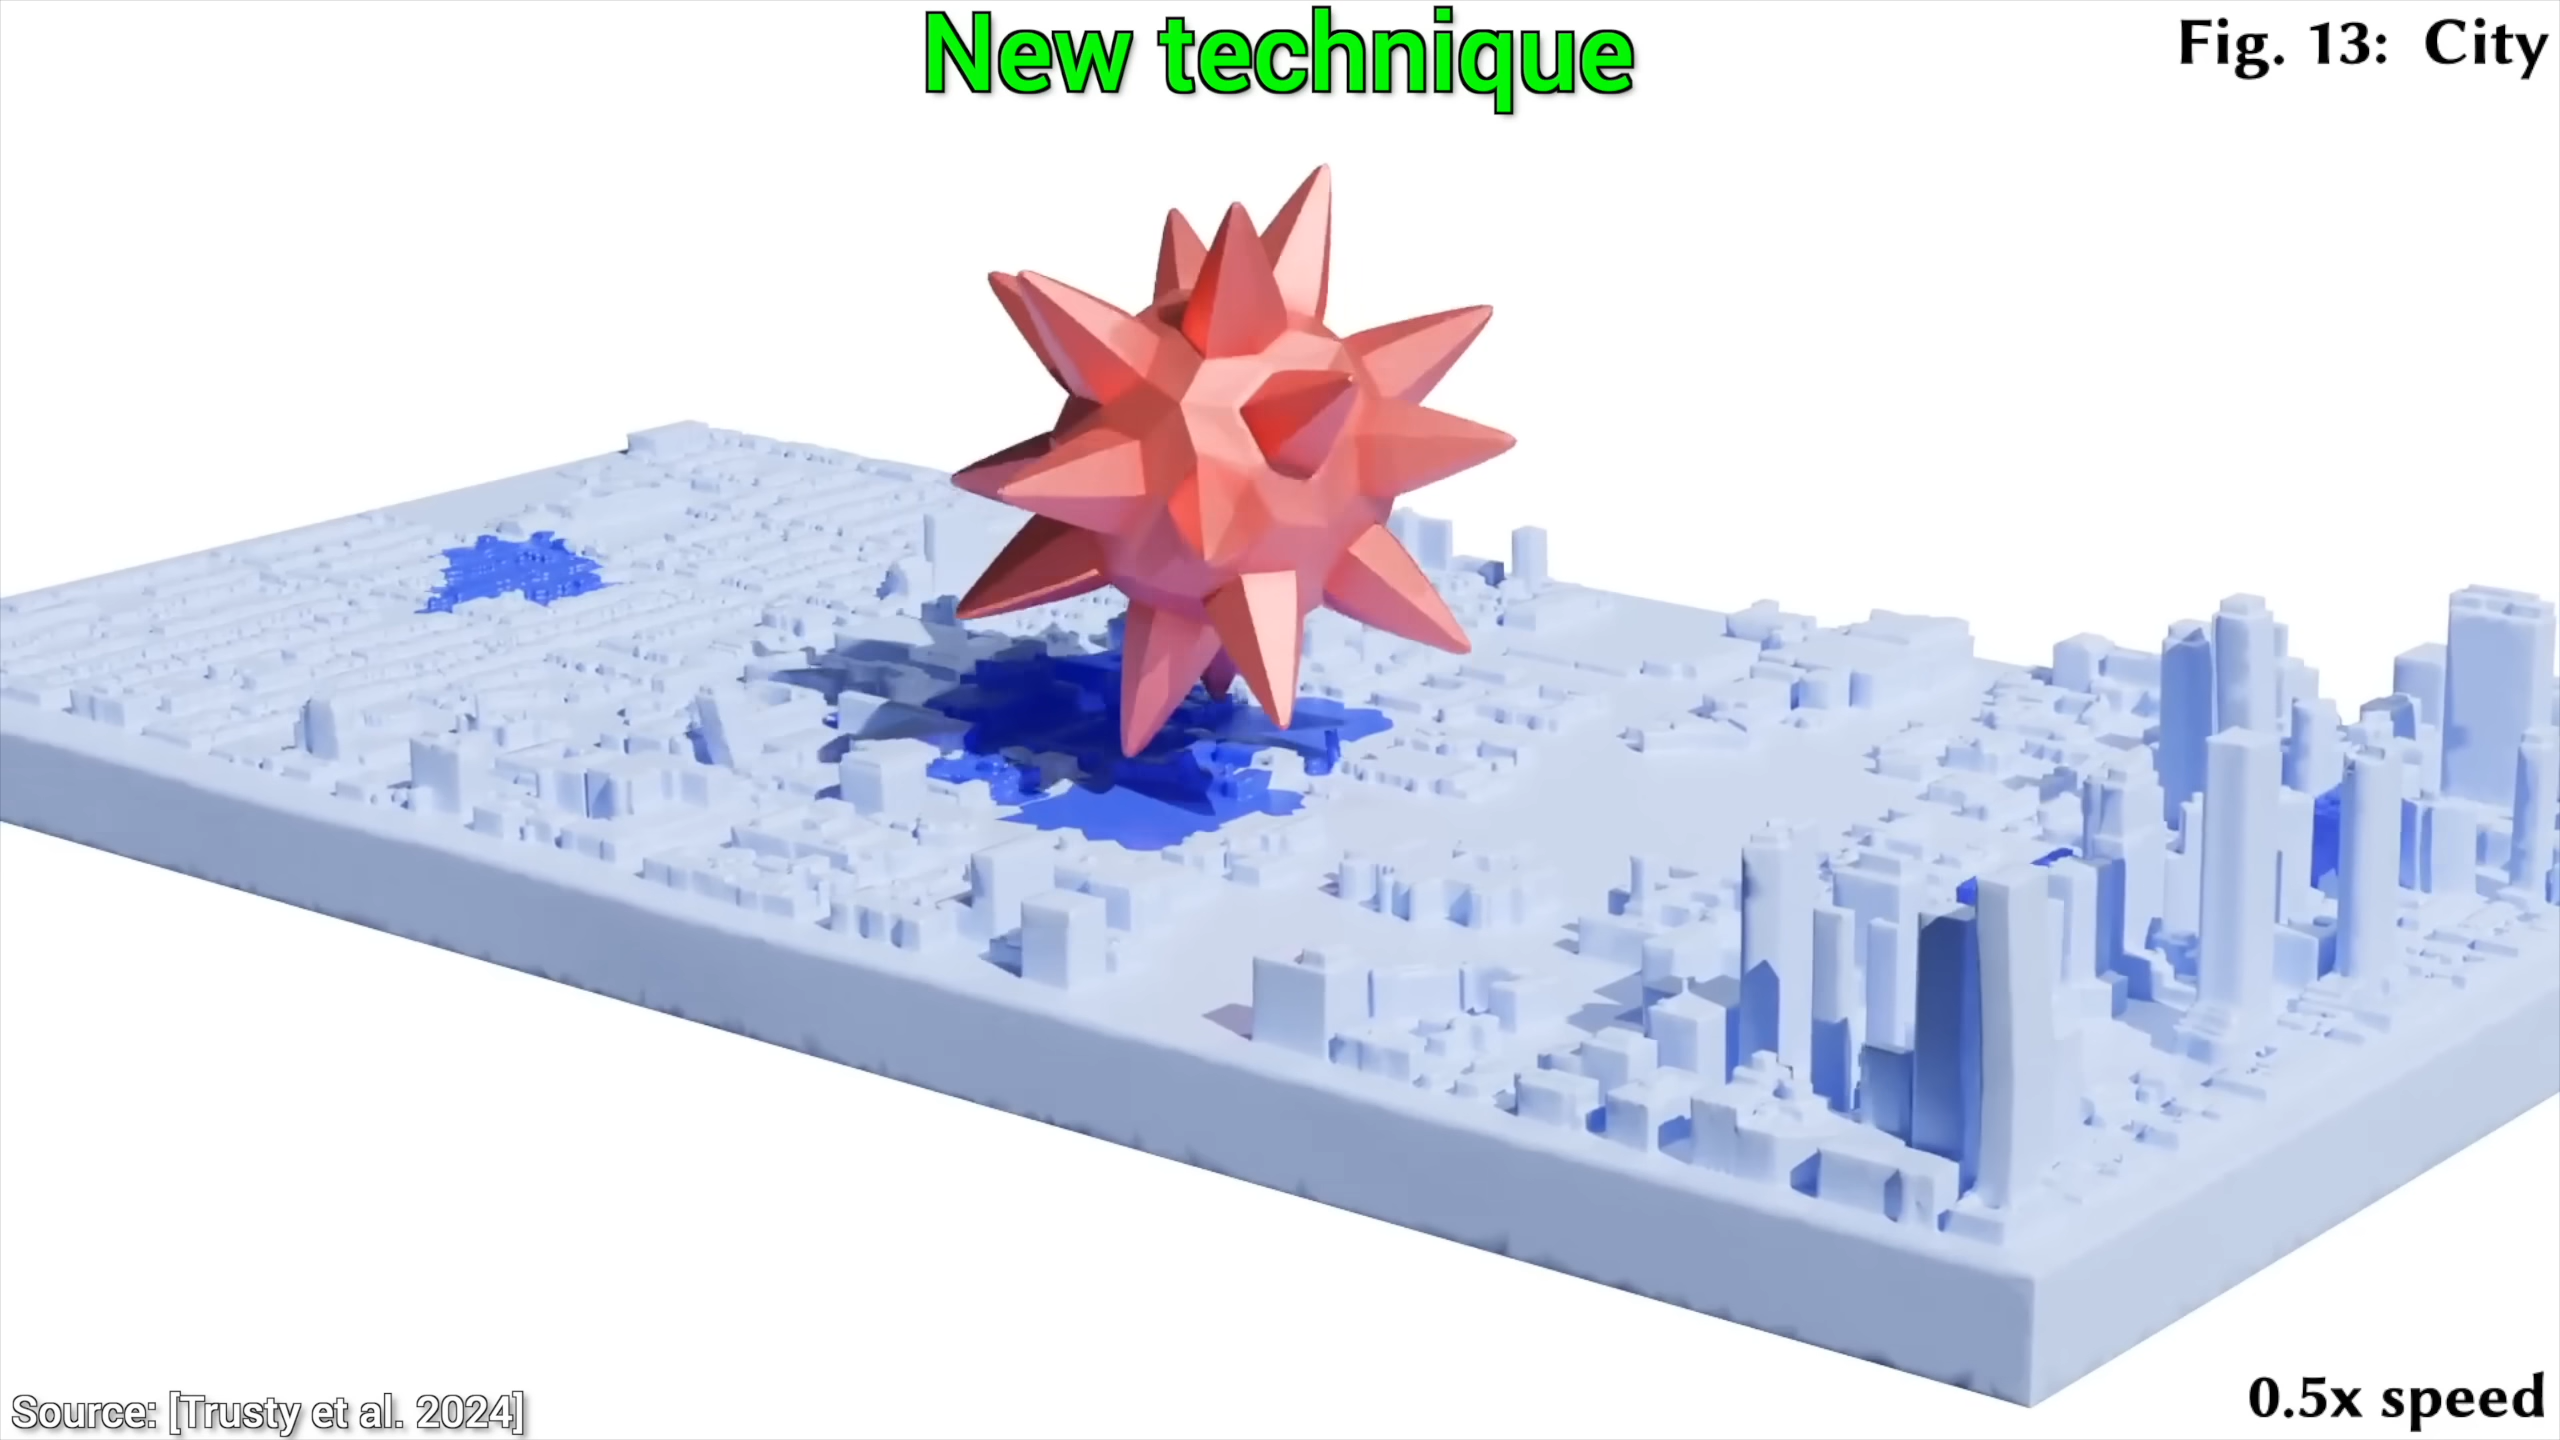 New technique
Fig. 13: City
Source: [Trusty et al. 2024]
0.5x speed